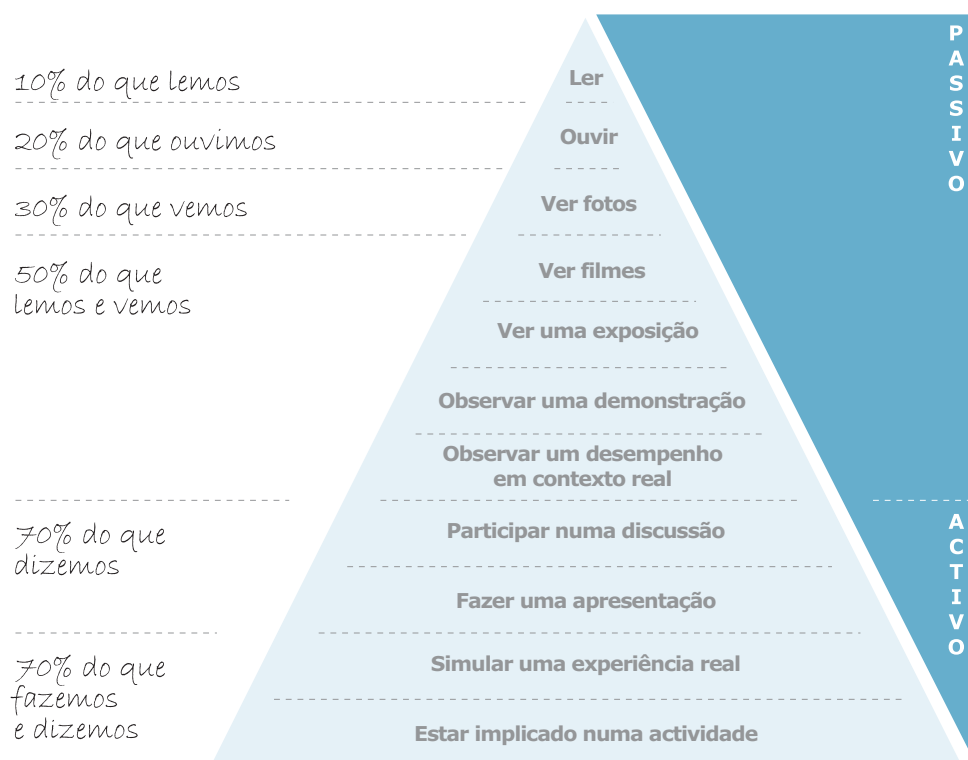 10% do que lemos
Ler
20% do que ouvimos
Ouvir
30% do que vemos
Ver fotos
50% do que
lemos e vemos
Ver filmes
Ver uma exposição
Observar uma demonstração
Observar um desempenho
em contexto real
PASSIVO
70% do que
dizemos
Participar numa discussão
Fazer uma apresentação
70% do que
fazemos
e dizemos
Simular uma experiência real
Estar implicado numa actividade
ACTIVO